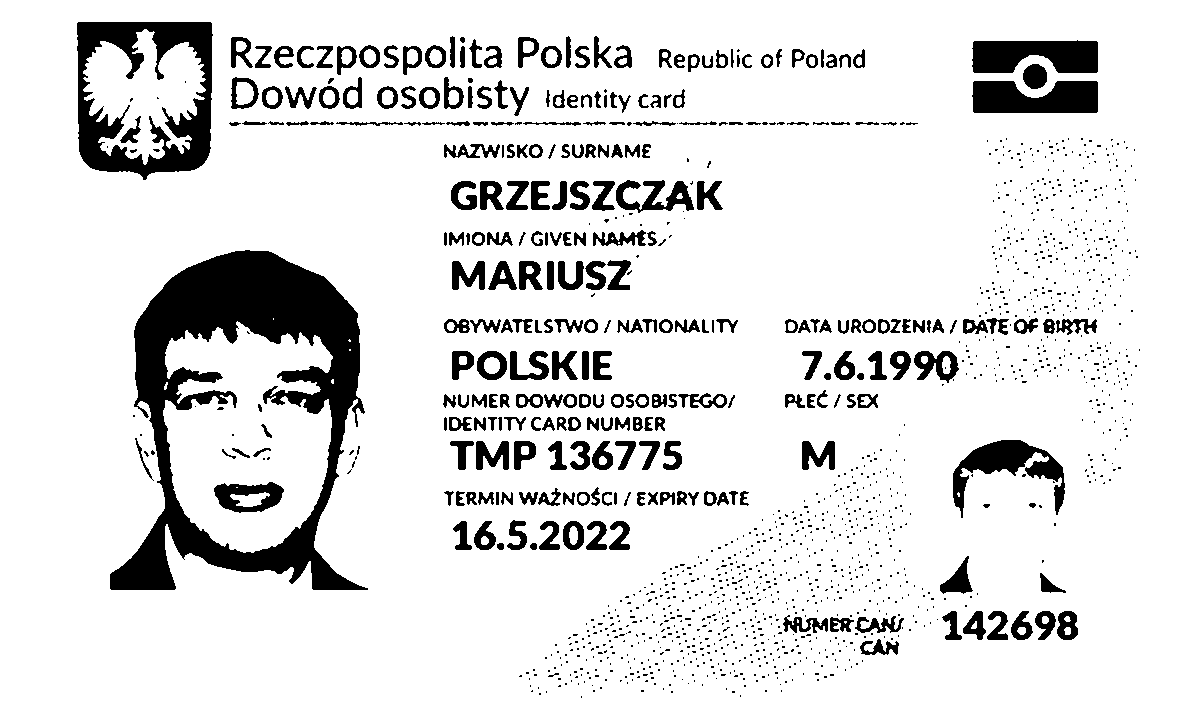 Rzeczpospolita Polska Republic of Poland
Dowód osobisty Identity card
NAZWISKO / SURNAME
GRZEJSZCZAK
IMIONA / GIVEN NAMES
MARIUSZ
OBYWATELSTWO / NATIONALITY DATA URODZENIA / DATE OF BIRTH
POLSKIE 7.6.1990
NUMER DOWODU OSOBISTEGO/ PŁEĆ / SEX
IDENTITY CARD NUMBER
TMP 136775 M
TERMIN WAŻNOŚCI / EXPIRY DATE
16.5.2022
NUMER CAN/ 142698
CAN